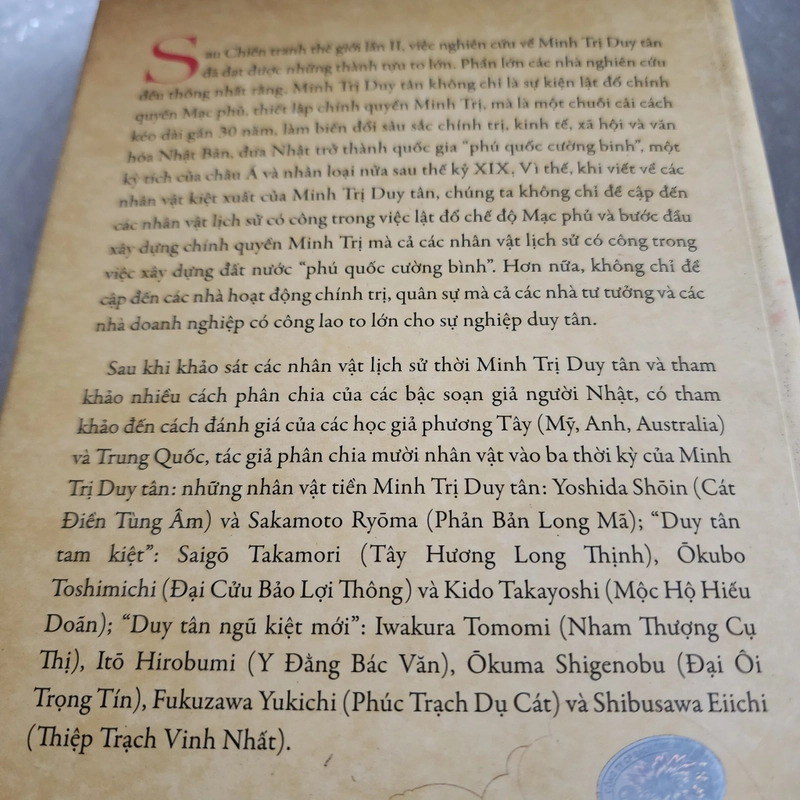 Sau Chiến tranh thế giới lần II, việc nghiên cứu về Minh Trị Duy tân
đã đạt được những thành tựu to lớn. Phần lớn các nhà nghiên cứu
đều thống nhất rằng, Minh Trị Duy tân không chỉ là sự kiện lật đổ chính
quyền Mạc phủ, thiết lập chính quyền Minh Trị, mà là một chuỗi cải cách
kéo dài gần 30 năm, làm biến đổi sâu sắc chính trị, kinh tế, xã hội và văn
hóa Nhật Bản, đưa Nhật trở thành quốc gia “phú quốc cường binh”, một
kỳ tích của châu Á và nhân loại nửa sau thế kỷ XIX. Vì thế, khi viết về các
nhân vật kiệt xuất của Minh Trị Duy tân, chúng ta không chỉ đề cập đến
các nhân vật lịch sử có công trong việc lật đổ chế độ Mạc phủ và bước đầu
xây dựng chính quyền Minh Trị mà cả các nhân vật lịch sử có công trong
việc xây dựng đất nước “phú quốc cường bình”. Hơn nữa, không chỉ đề
cập đến các nhà hoạt động chính trị, quân sự mà cả các nhà tư tưởng và các
nhà doanh nghiệp có công lao to lớn cho sự nghiệp duy tân.
Sau khi khảo sát các nhân vật lịch sử thời Minh Trị Duy tân và tham
khảo nhiều cách phân chia của các bậc soạn giả người Nhật, có tham
khảo đến cách đánh giá của các học giả phương Tây (Mỹ, Anh, Australia)
và Trung Quốc, tác giả phân chia mười nhân vật vào ba thời kỳ của Minh
Trị Duy tân: những nhân vật tiền Minh Trị Duy tân: Yoshida Shōin (Cát
Điền Tùng Âm) và Sakamoto Ryōma (Phản Bản Long Mã); “Duy tân
tam kiệt”: Saigō Takamori (Tây Hương Long Thịnh), Ōkubo
Toshimichi (Đại Cửu Bảo Lợi Thông) và Kido Takayoshi (Mộc Hộ Hiếu
Doãn); “Duy tân ngũ kiệt mới”: Iwakura Tomomi (Nham Thượng Cụ
Thị), Itō Hirobumi (Y Đằng Bác Văn), Ōkuma Shigenobu (Đại Ôi
Trọng Tín), Fukuzawa Yukichi (Phúc Trạch Dụ Cát) và Shibusawa Eiichi
(Thiệp Trạch Vinh Nhất).